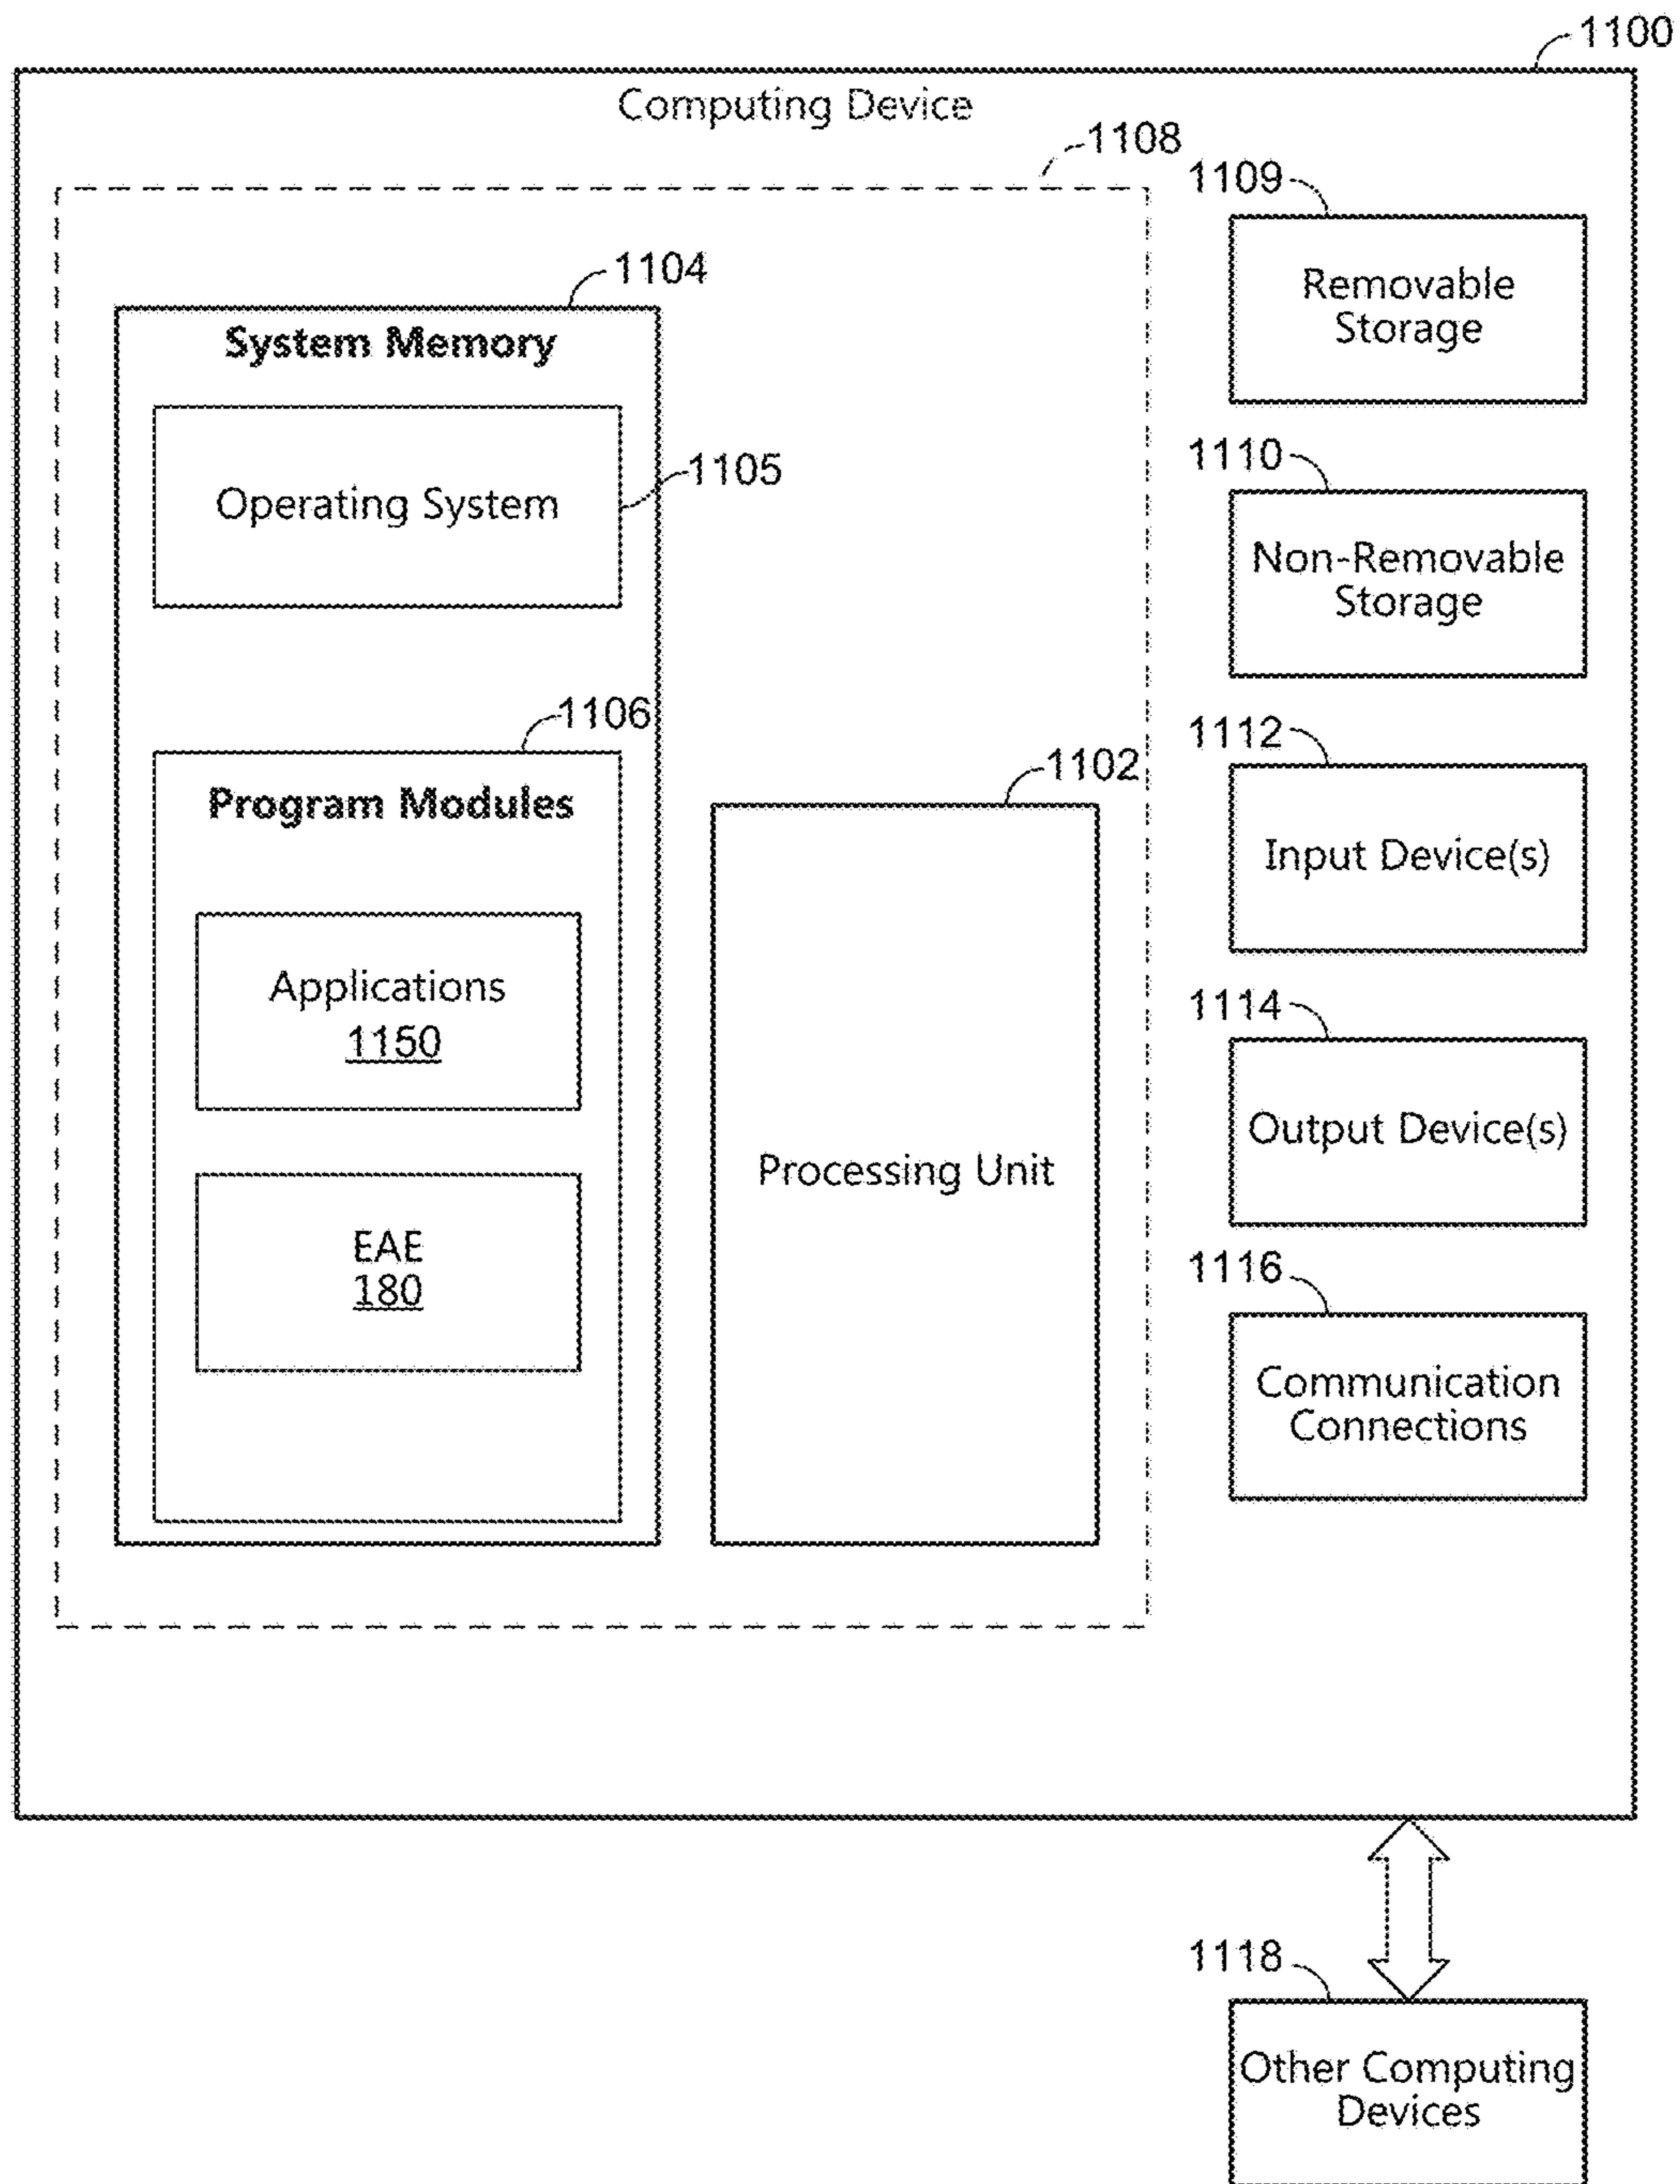 1100
Computing Device
1108
1109
Removable
Storage
1104
System Memory
Operating System
1105
1110
Non-Removable
Storage
1106
Program Modules
1102
1112
Input Device(s)
Applications
1150
1114
Output Device(s)
Processing Unit
EAE
180
1116
Communication
Connections
1118
Other Computing
Devices